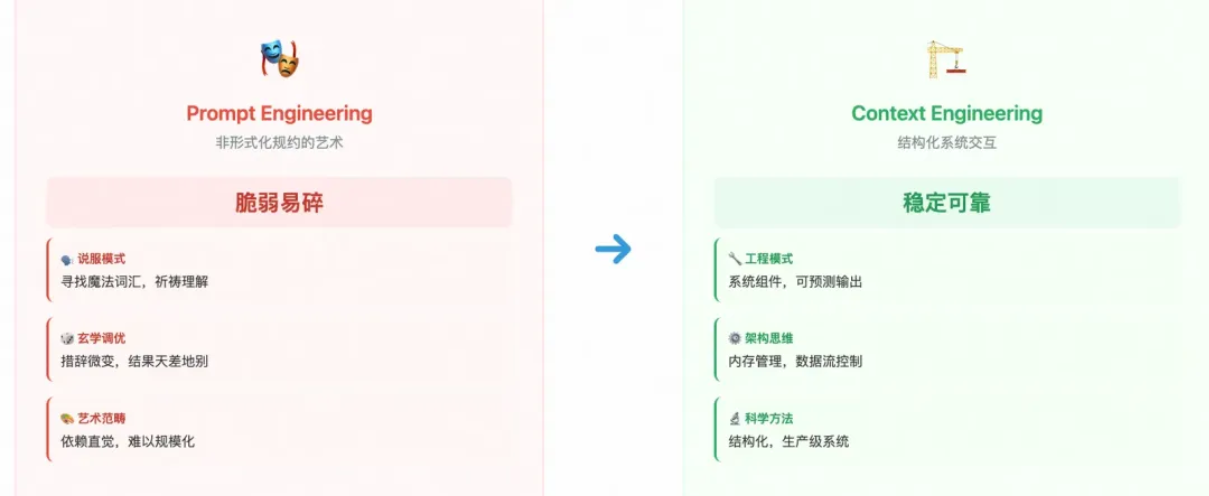 Prompt Engineering
非形式化规约的艺术
脆弱易碎
说服模式
寻找魔法词汇，祈祷理解
玄学调优
措辞微变，结果天差地别
艺术范畴
依赖直觉，难以规模化
Context Engineering
结构化系统交互
稳定可靠
工程模式
系统组件，可预测输出
架构思维
内存管理，数据流控制
科学方法
结构化，生产级系统